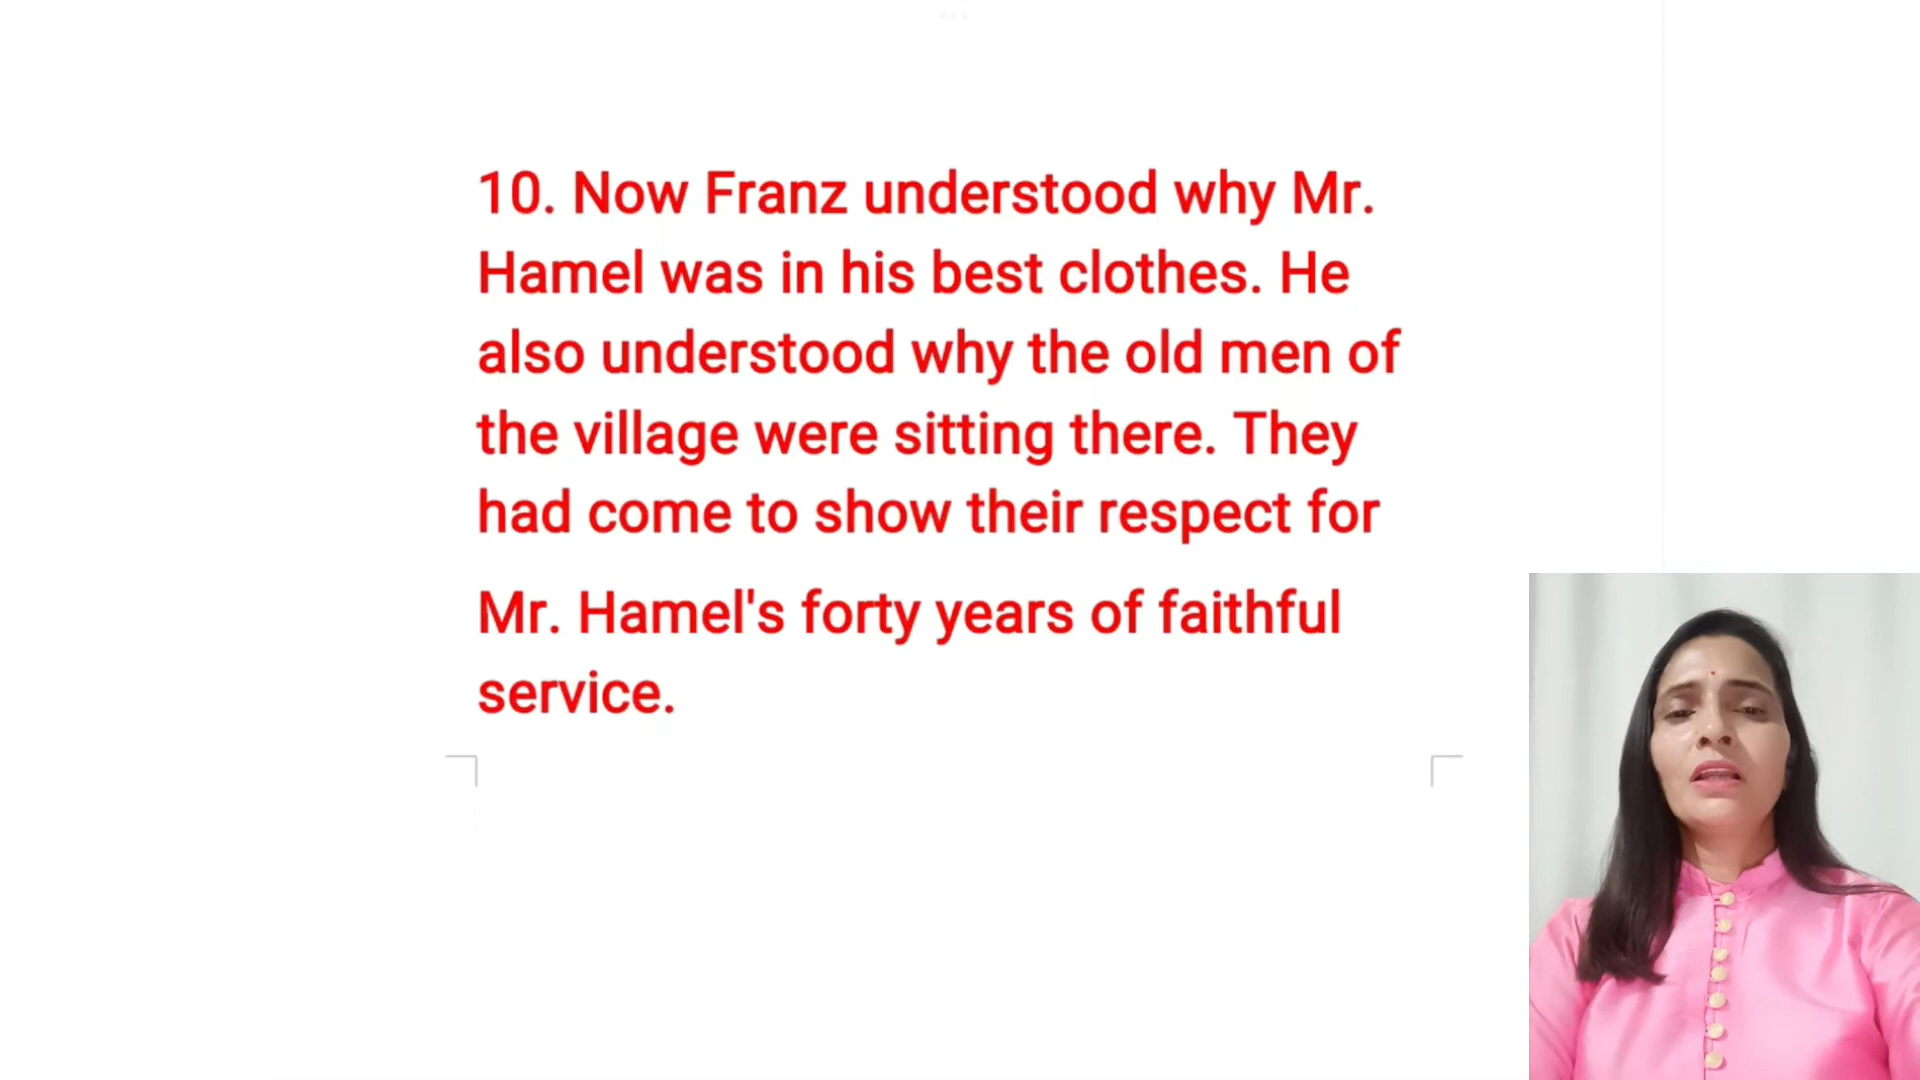 10. Now Franz understood why Mr.
Hamel was in his best clothes. He
also understood why the old men of
the village were sitting there. They
had come to show their respect for
Mr. Hamel's forty years of faithful
service.